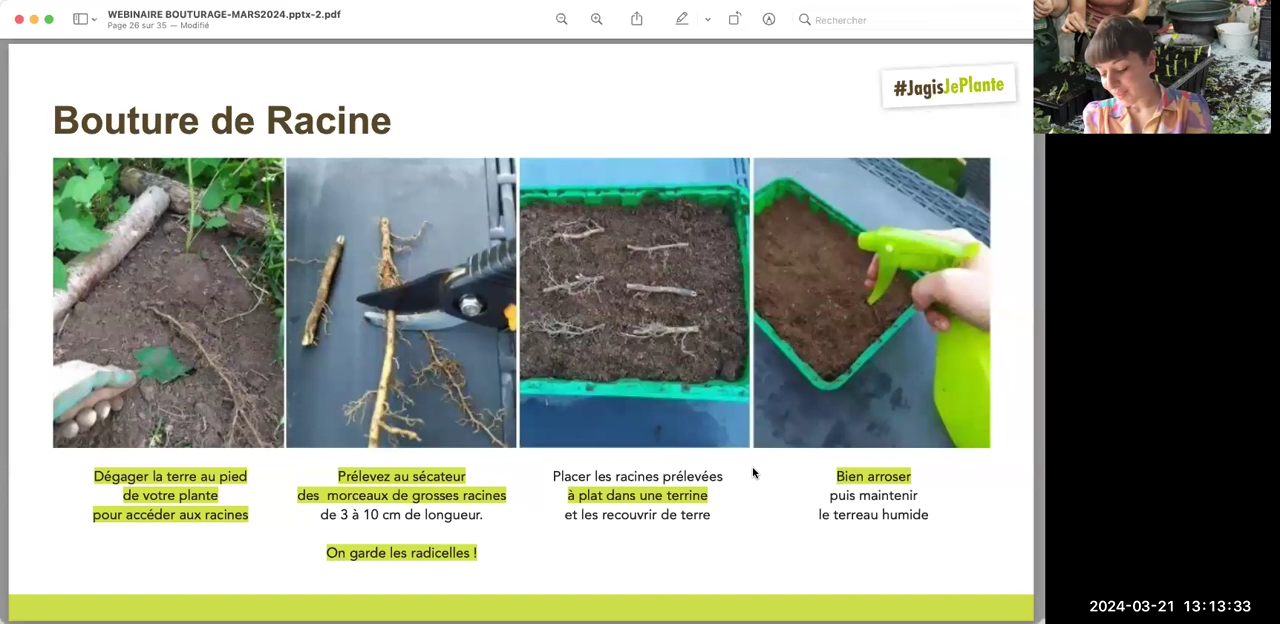 WEBINAIRE BOUTURAGE-MARS2024.pptx-2.pdf
Page 26 sur 35 — Modifié
Rechercher
#JagisJePlante
Bouture de Racine
Dégager la terre au pied
de votre plante
pour accéder aux racines
Prélevez au sécateur
des morceaux de grosses racines
de 3 à 10 cm de longueur.
On garde les radicelles !
Placer les racines prélevées
à plat dans une terrine
et les recouvrir de terre
Bien arroser
puis maintenir
le terreau humide
2024-03-21 13:13:33